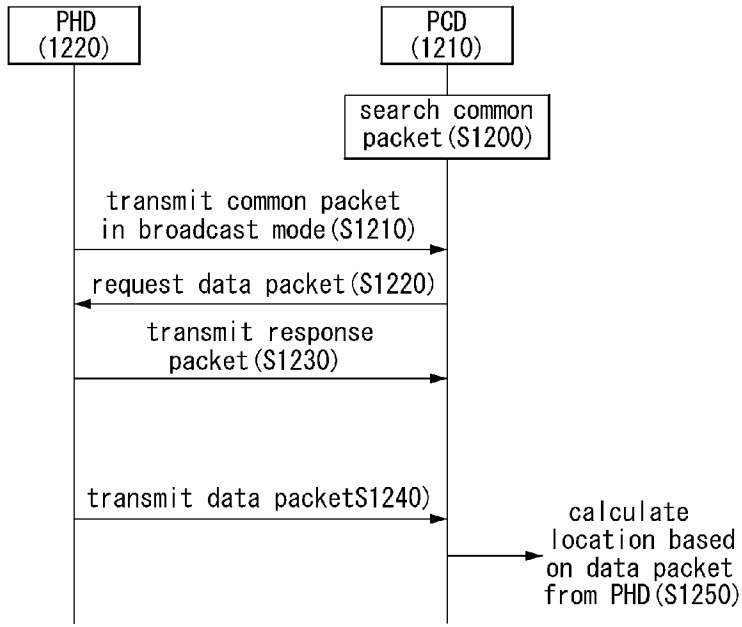 PHD
(1220)
PCD
(1210)
search common
packet(S1200)
transmit common packet
in broadcast mode(S1210)
request data packet(S1220)
transmit response
packet(S1230)
transmit data packetS1240)
calculate
location based
on data packet
from PHD(S1250)